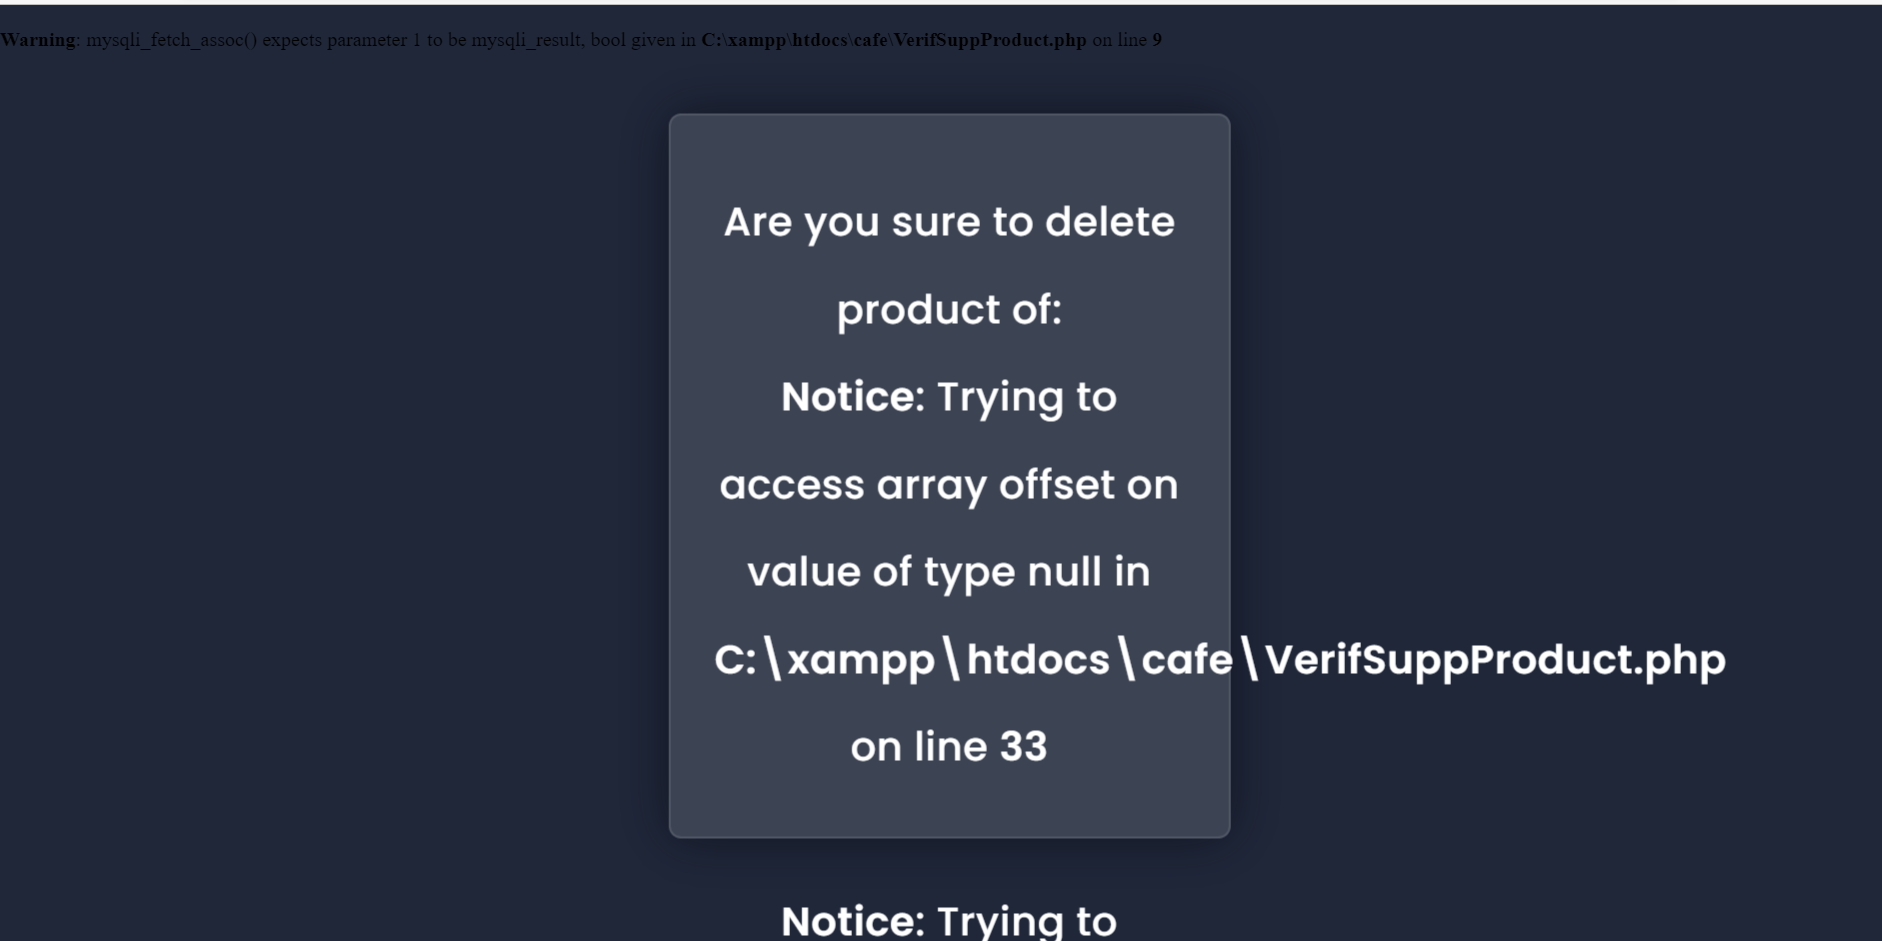 Warning: mysqli_fetch_assoc() expects parameter 1 to be mysqli_result, bool given in C:\xampp\htdocs\cafe\VerifSuppProduct.php on line 9
Are you sure to delete
product of:
Notice: Trying to
access array offset on
value of type null in
C:\xampp\htdocs\cafe\VerifSuppProduct.php
on line 33
Notice: Trying to